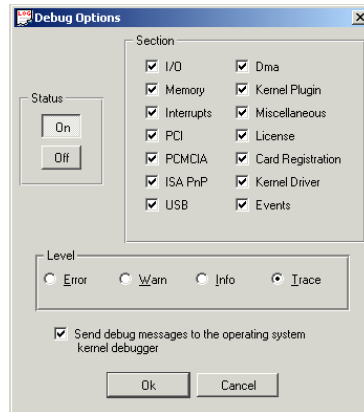 LOG
Debug Options
Section
I/O
Dma
Memory
Kernel Plugin
Interrupts
Miscellaneous
PCI
License
PCMCIA
Card Registration
ISA PnP
Kernel Driver
USB
Events
Status
On
Off
Level
Error
Warn
Info
Trace
Send debug messages to the operating system
kernel debugger
Ok
Cancel